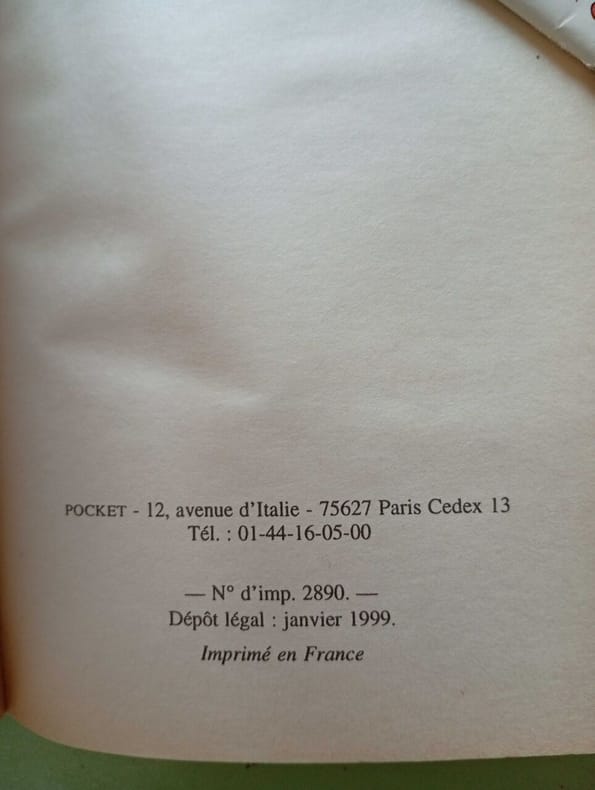 POCKET - 12, avenue d'Italie - 75627 Paris Cedex 13
Tél. : 01-44-16-05-00
— N° d'imp. 2890. —
Dépôt légal : janvier 1999.
Imprimé en France